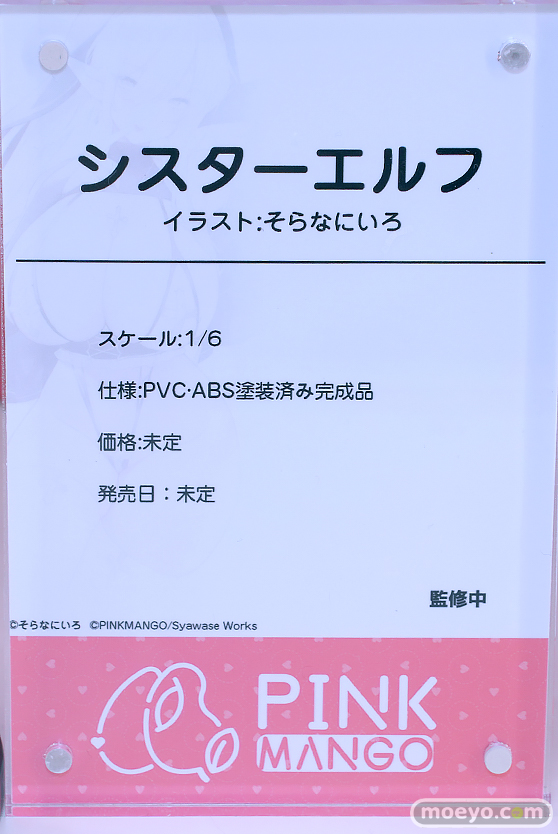 シスターエルフ
イラスト:そらなにいろ
スケール:1/6
仕様:PVC·ABS塗装済み完成品
価格:未定
発売日：未定
監修中
©そらなにいろ ©PINKMANGO/Syawase Works
PINK
MANGO
moeyo.com